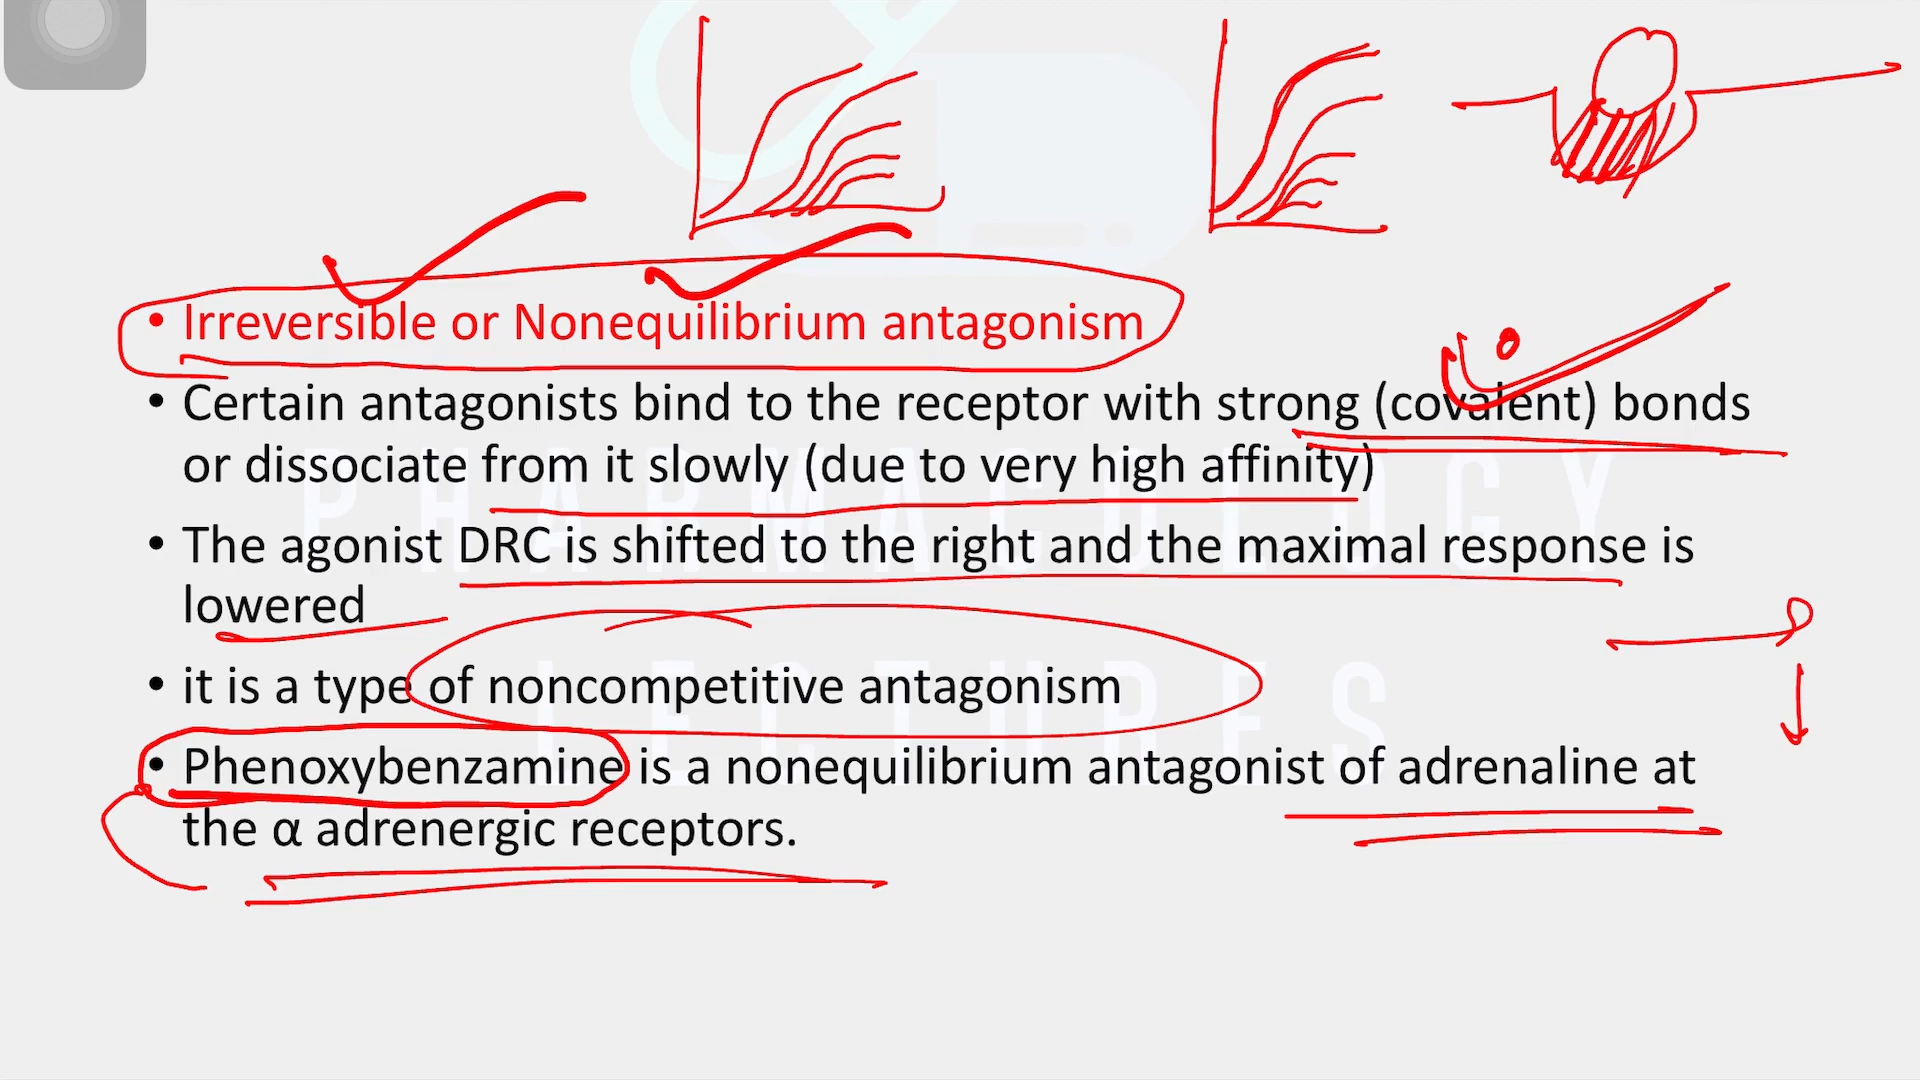 • Irreversible or Nonequilibrium antagonism
• Certain antagonists bind to the receptor with strong (covalent) bonds
or dissociate from it slowly (due to very high affinity)
• The agonist DRC is shifted to the right and the maximal response is
lowered
• it is a type of noncompetitive antagonism
• Phenoxybenzamine is a nonequilibrium antagonist of adrenaline at
the α adrenergic receptors.
PHARMACOLOGY
LECTURES